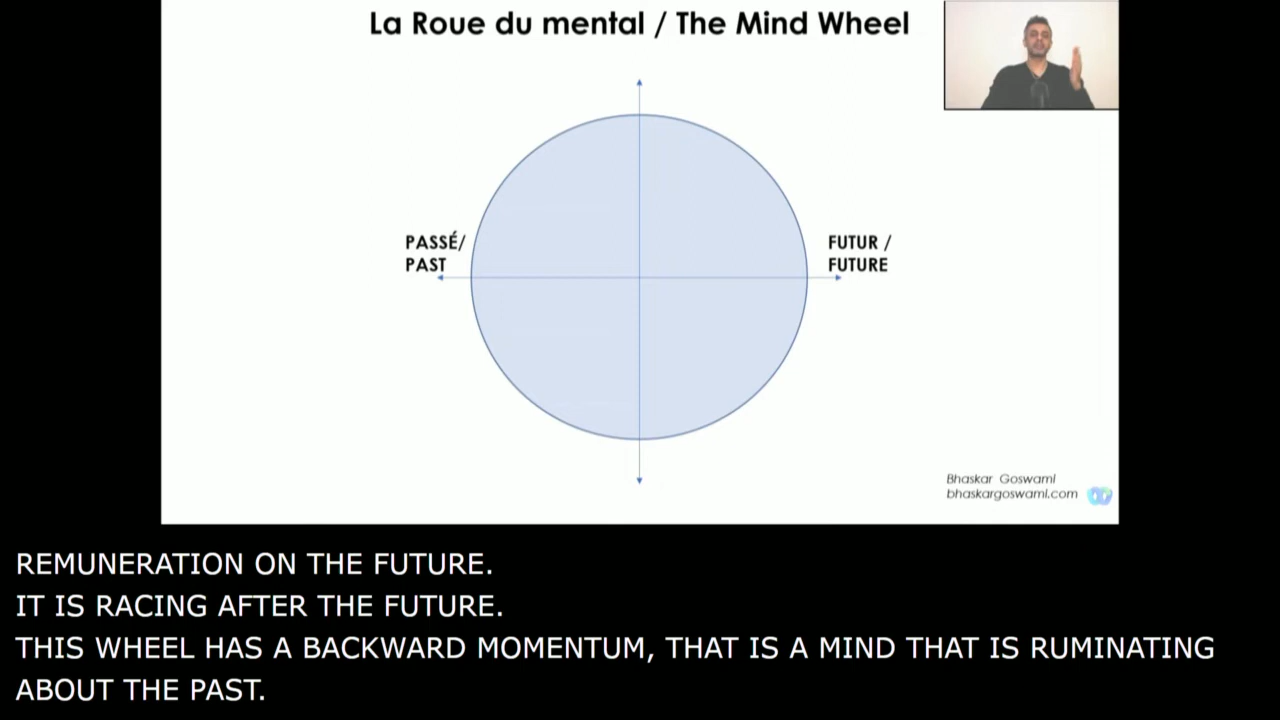 La Roue du mental / The Mind Wheel
PASSÉ/
PAST
FUTUR /
FUTURE
Bhaskar Goswami
bhaskargoswami.com
REMUNERATION ON THE FUTURE.
IT IS RACING AFTER THE FUTURE.
THIS WHEEL HAS A BACKWARD MOMENTUM, THAT IS A MIND THAT IS RUMINATING
ABOUT THE PAST.